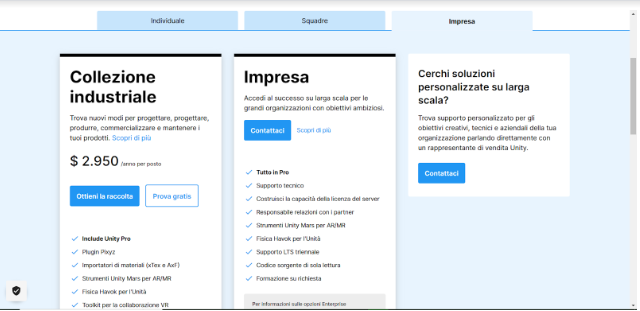 Individuale
Squadre
Impresa
Collezione
industriale
Trova nuovi modi per progettare, progettare,
produrre, commercializzare e mantenere i
tuoi prodotti. Scopri di più
$ 2.950 /anno per posto
Ottieni la raccolta
Prova gratis
Include Unity Pro
Plugin Pixyz
Importatori di materiali (xTex e AxF)
Strumenti Unity Mars per AR/MR
Fisica Havok per l'Unità
Toolkit per la collaborazione VR
Impresa
Accedi al successo su larga scala per le
grandi organizzazioni con obiettivi ambiziosi.
Contattaci
Scopri di più
Tutto in Pro
Supporto tecnico
Costruisci la capacità della licenza del server
Responsabile relazioni con i partner
Strumenti Unity Mars per AR/MR
Fisica Havok per l'Unità
Supporto LTS triennale
Codice sorgente di sola lettura
Formazione su richiesta
Per informazioni sulle opzioni Enterprise
Cerchi soluzioni
personalizzate su larga
scala?
Trova supporto personalizzato per gli
obiettivi creativi, tecnici e aziendali della tua
organizzazione parlando direttamente con
un rappresentante di vendita Unity.
Contattaci